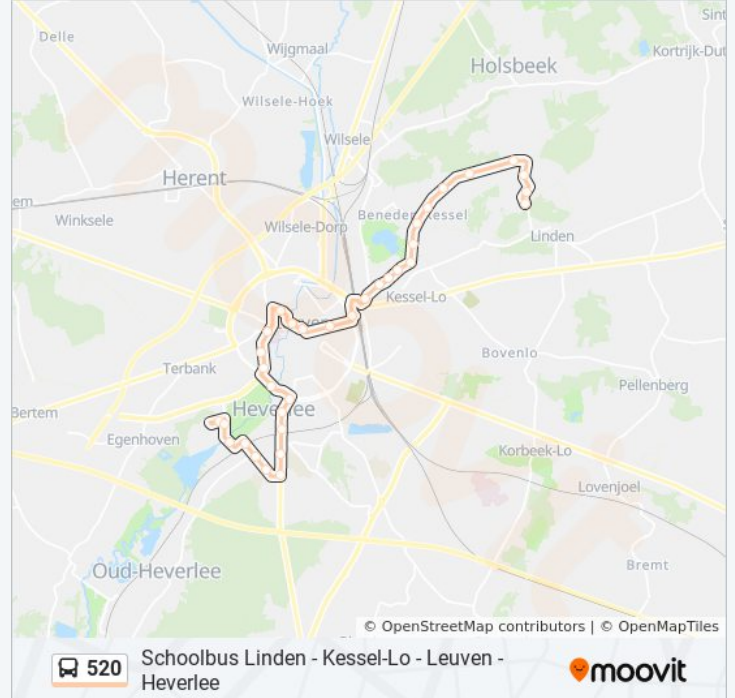 Delle
Wijgmaal
Sint
Holsbeek
Kortrijk-Dut
Wilsele-Hoek
Wilsele
Herent
em
Winksele
Beneden-Kessel
Wilsele-Dorp
Linden
Kessel-Lo
Bovenlo
Terbank
Pellenberg
Bertem
Heverlee
Egenhoven
Korbeek-Lo
Lovenjoel
Oud-Heverlee
Bremt
© OpenStreetMap contributors | © OpenMapTiles
520
Schoolbus Linden - Kessel-Lo - Leuven -
Heverlee
moovit